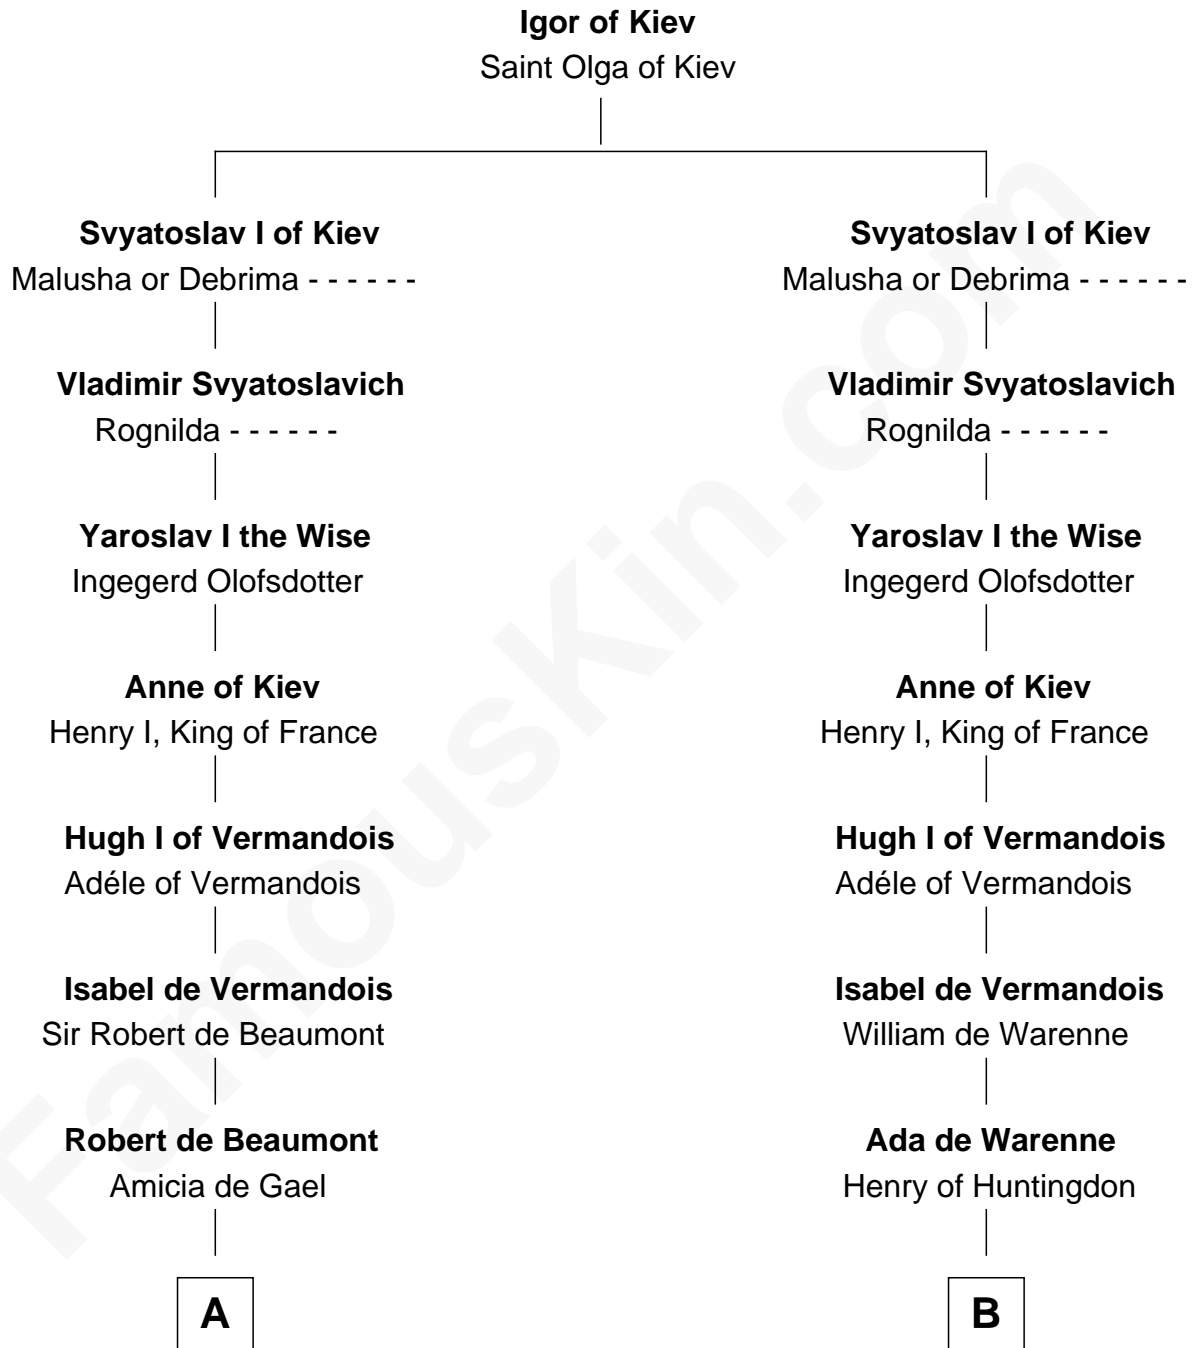 Igor of Kiev
Saint Olga of Kiev
Svyatoslav I of Kiev
Malusha or Debrima - - - - - -
Vladimir Svyatoslavich
Rognilda - - - - - -
Yaroslav I the Wise
Ingegerd Olofsdotter
Anne of Kiev
Henry I, King of France
Hugh I of Vermandois
Adéle of Vermandois
Isabel de Vermandois
Sir Robert de Beaumont
Robert de Beaumont
Amicia de Gael
A
Svyatoslav I of Kiev
Malusha or Debrima - - - - - -
Vladimir Svyatoslavich
Rognilda - - - - - -
Yaroslav I the Wise
Ingegerd Olofsdotter
Anne of Kiev
Henry I, King of France
Hugh I of Vermandois
Adéle of Vermandois
Isabel de Vermandois
William de Warenne
Ada de Warenne
Henry of Huntingdon
B
FamousKin.com